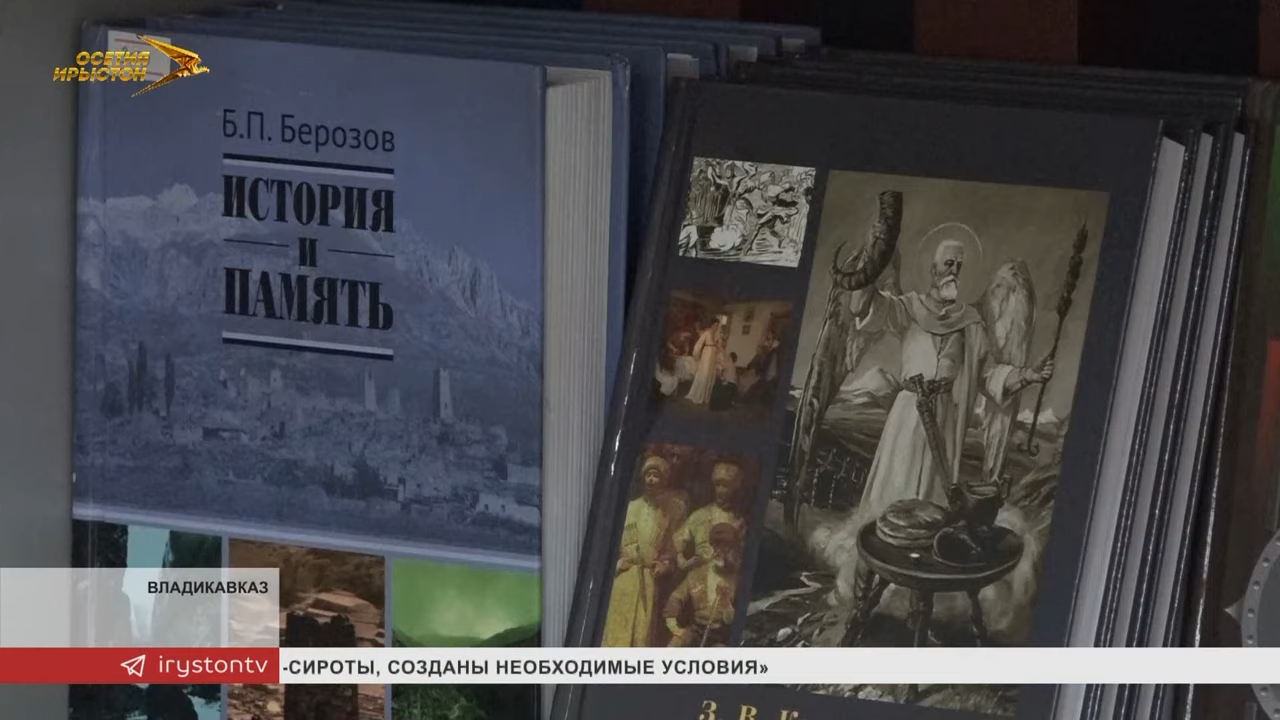 ОСЕТИЯ
ИРЫСТОН
Б.П. Берозов
ИСТОРИЯ
И
ПАМЯТЬ
З. В. К
ВЛАДИКАВКАЗ
irystontv
-СИРОТЫ, СОЗДАНЫ НЕОБХОДИМЫЕ УСЛОВИЯ»